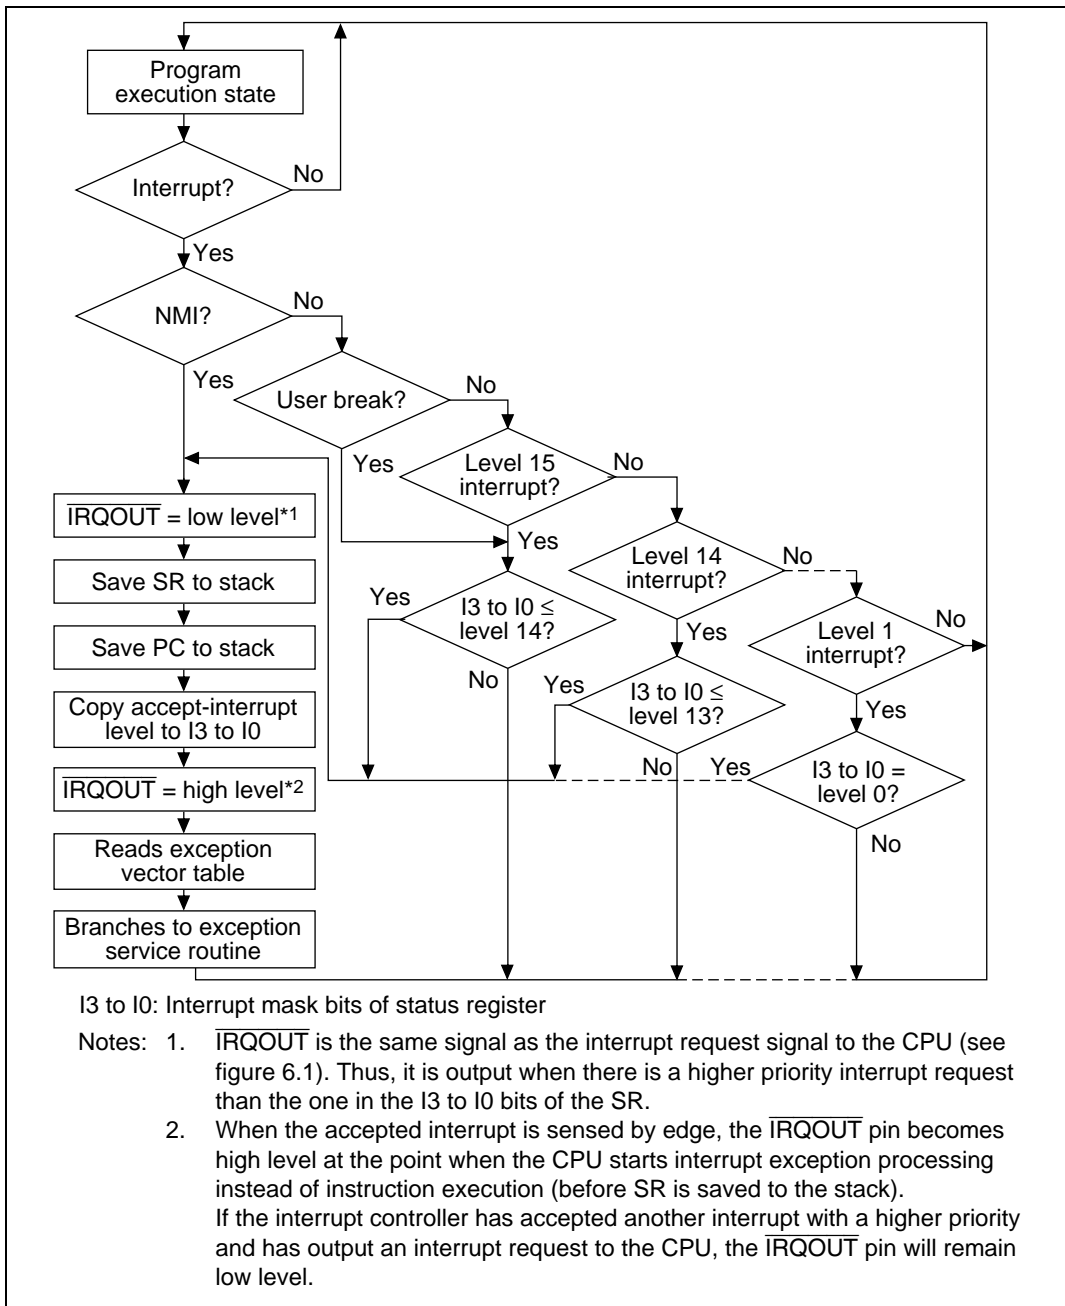 Program
execution state
Interrupt?
No
Yes
NMI?
No
Yes
User break?
No
Yes
Level 15
interrupt?
No
Yes
Level 14
interrupt?
No
Yes
Level 1
interrupt?
No
Yes
I3 to I0 ≤
level 14?
Yes
No
I3 to I0 ≤
level 13?
Yes
No
I3 to I0 =
level 0?
Yes
No
IRQOUT = low level*1
Save SR to stack
Save PC to stack
Copy accept-interrupt
level to I3 to I0
IRQOUT = high level*2
Reads exception
vector table
Branches to exception
service routine
I3 to I0: Interrupt mask bits of status register
Notes: 1. IRQOUT is the same signal as the interrupt request signal to the CPU (see
figure 6.1). Thus, it is output when there is a higher priority interrupt request
than the one in the I3 to I0 bits of the SR.
2. When the accepted interrupt is sensed by edge, the IRQOUT pin becomes
high level at the point when the CPU starts interrupt exception processing
instead of instruction execution (before SR is saved to the stack).
If the interrupt controller has accepted another interrupt with a higher priority
and has output an interrupt request to the CPU, the IRQOUT pin will remain
low level.